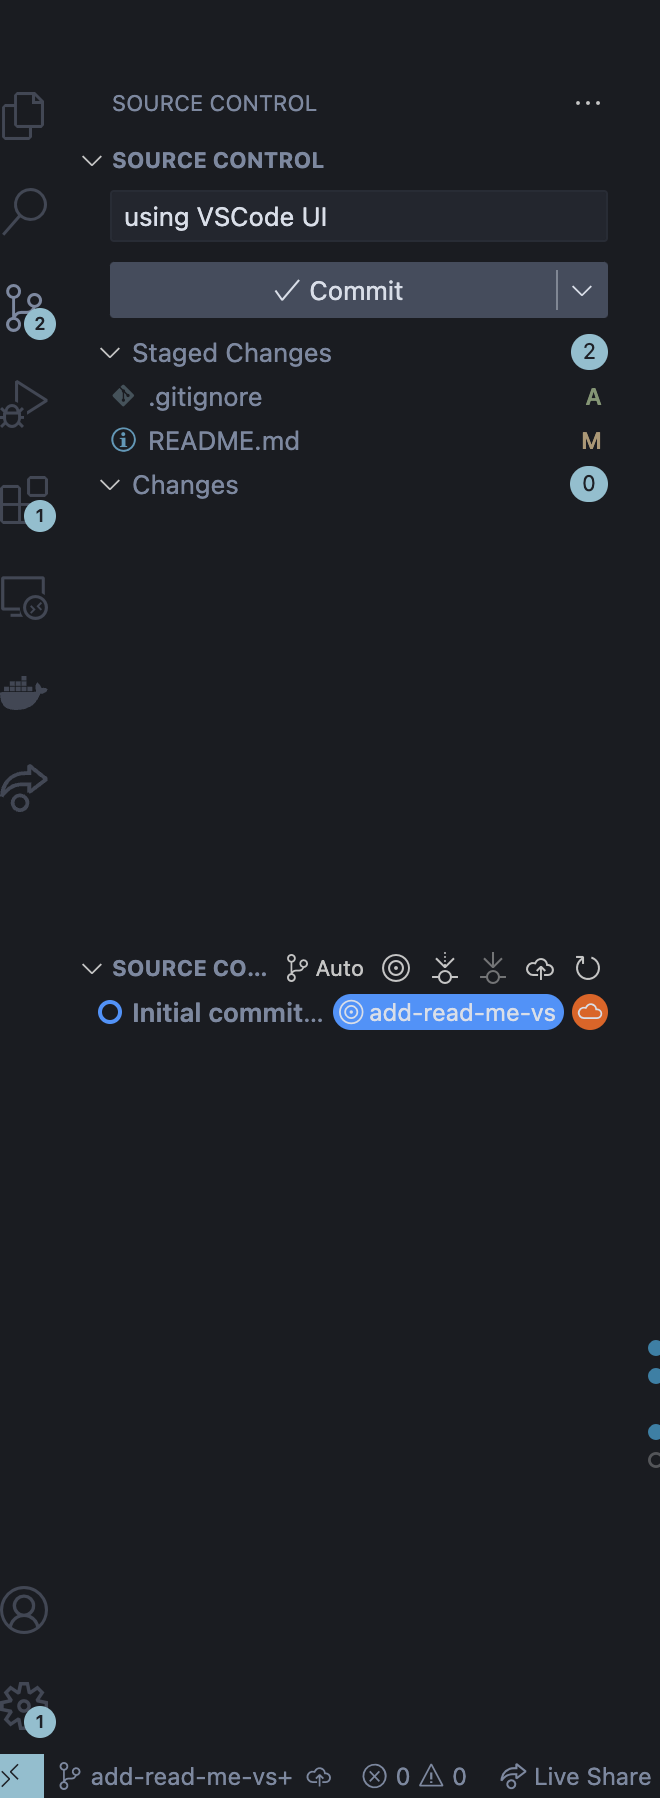 SOURCE CONTROL
SOURCE CONTROL
using VSCode UI
Commit
Staged Changes 2
.gitignore A
README.md M
Changes 0
2
1
SOURCE CO... Auto
Initial commit... add-read-me-vs
1
add-read-me-vs+ 0 0 Live Share